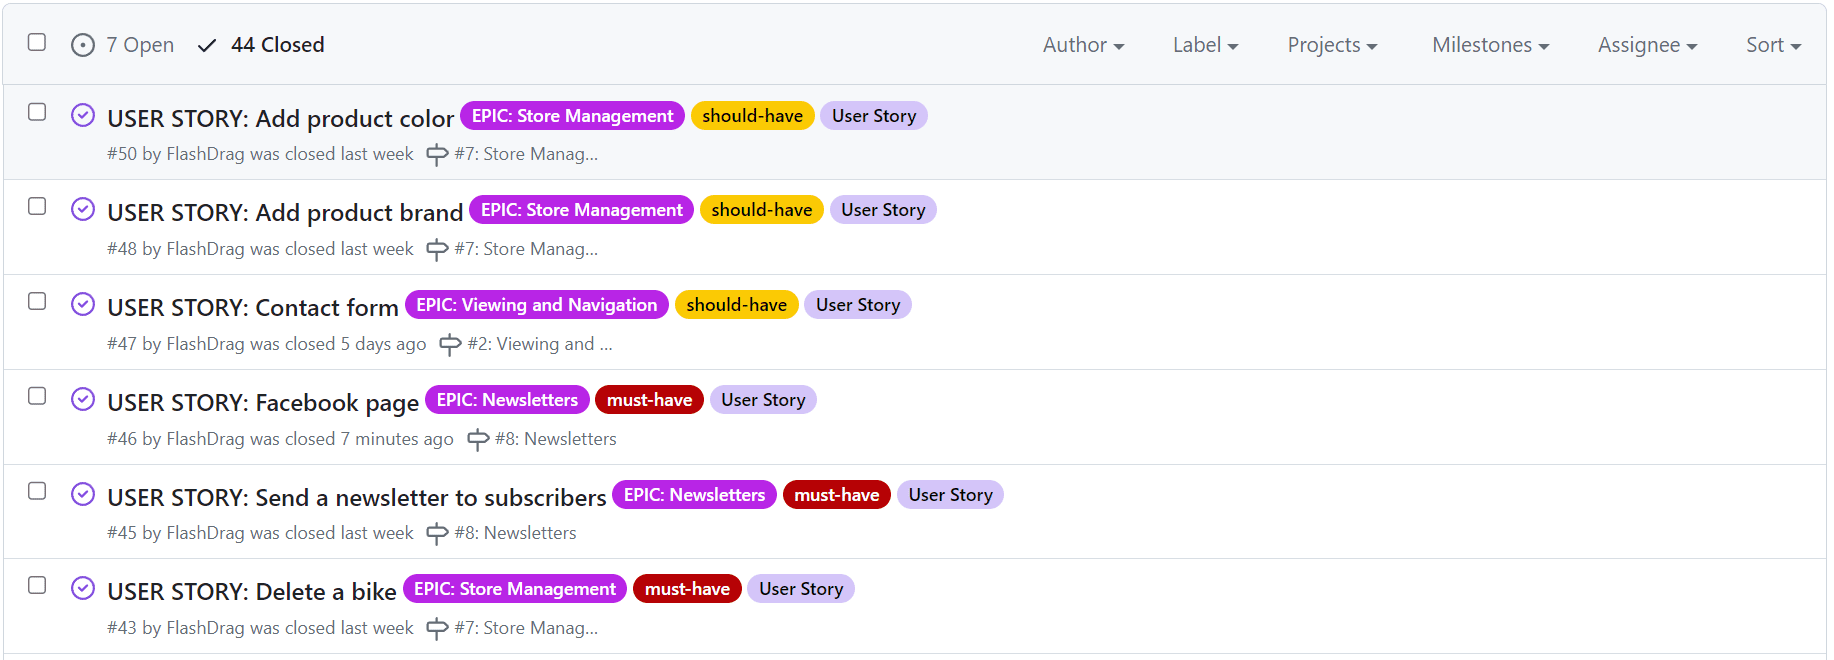 7 Open 44 Closed Author Label Projects Milestones Assignee Sort
USER STORY: Add product color EPIC: Store Management should-have User Story
#50 by FlashDrag was closed last week #7: Store Manag...
USER STORY: Add product brand EPIC: Store Management should-have User Story
#48 by FlashDrag was closed last week #7: Store Manag...
USER STORY: Contact form EPIC: Viewing and Navigation should-have User Story
#47 by FlashDrag was closed 5 days ago #2: Viewing and ...
USER STORY: Facebook page EPIC: Newsletters must-have User Story
#46 by FlashDrag was closed 7 minutes ago #8: Newsletters
USER STORY: Send a newsletter to subscribers EPIC: Newsletters must-have User Story
#45 by FlashDrag was closed last week #8: Newsletters
USER STORY: Delete a bike EPIC: Store Management must-have User Story
#43 by FlashDrag was closed last week #7: Store Manag...